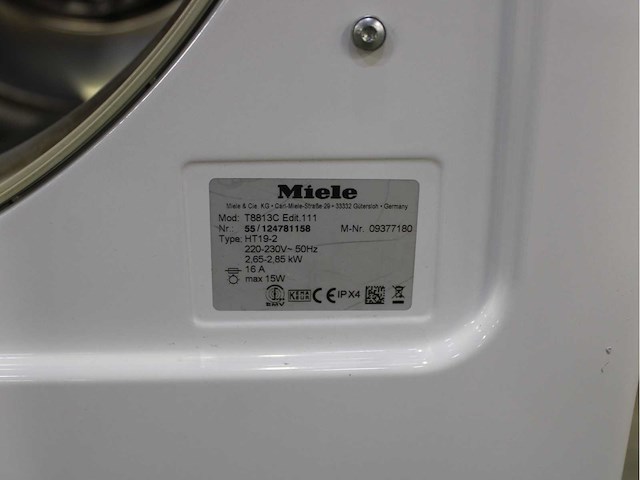 Miele
Miele & Cie. KG • Carl-Miele-Straße 29 • 33332 Gütersloh • Germany
Mod: T8813C Edit.111
Nr.: 55 / 124781158 M-Nr. 09377180
Type: HT19-2
220-230V~ 50Hz
2,65-2,85 kW
16 A
max 15W
CE IPX4